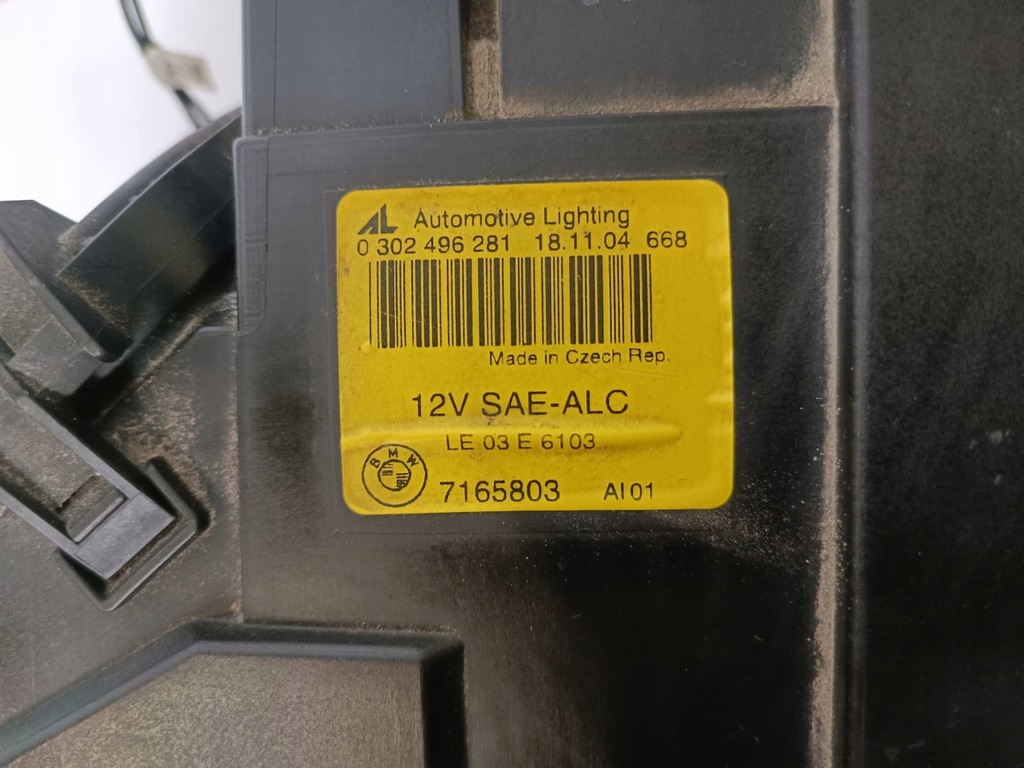 AL Automotive Lighting
0 302 496 281 18.11.04 668
Made in Czech Rep.
12V SAE-ALC
LE 03 E 6103
BMW
7165803 AI01